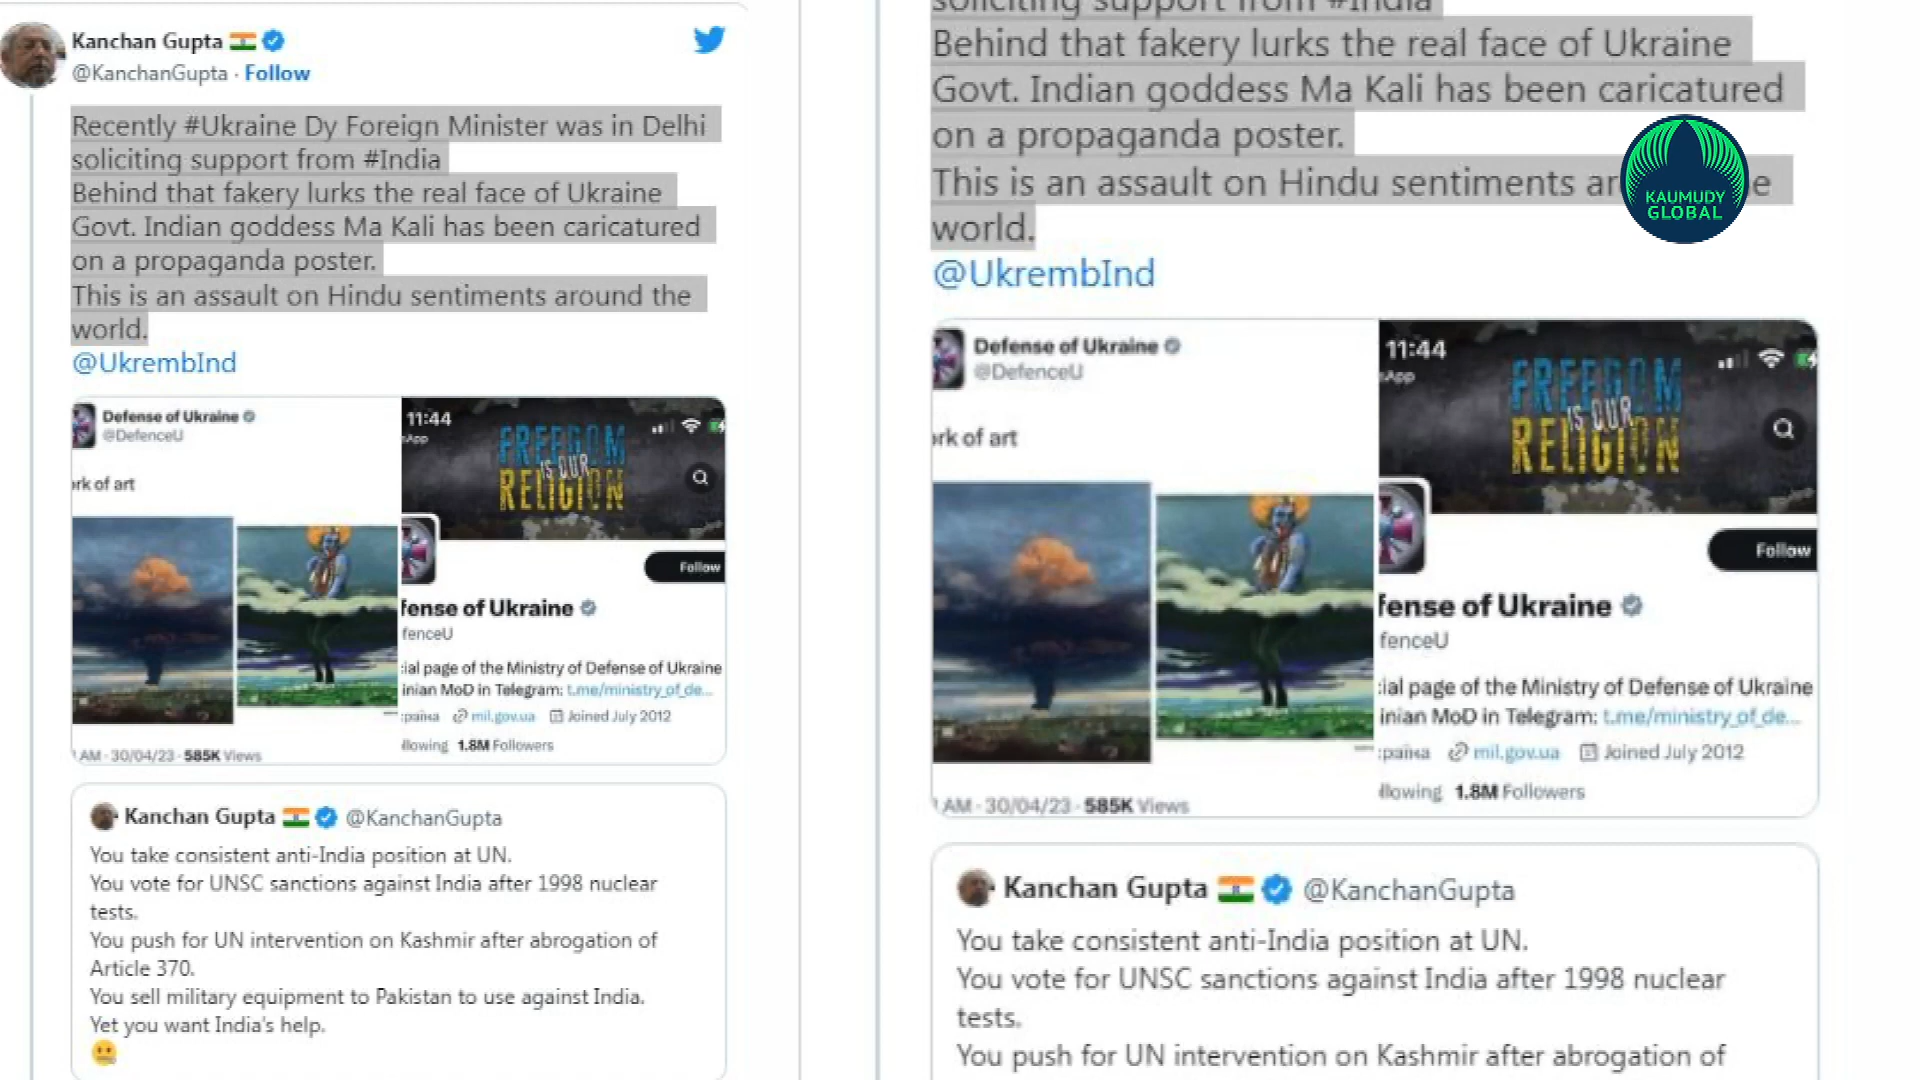 Kanchan Gupta
@KanchanGupta · Follow
Recently #Ukraine Dy Foreign Minister was in Delhi
soliciting support from #India
Behind that fakery lurks the real face of Ukraine
Govt. Indian goddess Ma Kali has been caricatured
on a propaganda poster.
This is an assault on Hindu sentiments around the
world.
@UkrembInd
Defense of Ukraine
@DefenceU
rk of art
AM · 30/04/23 · 585K Views
11:44
App
FREEDOM
IS OUR
RELIGION
Follow
fense of Ukraine
fenceU
ial page of the Ministry of Defense of Ukraine
inian MoD in Telegram: t.me/ministry_of_de...
раїна mil.gov.ua Joined July 2012
llowing 1.8M Followers
Kanchan Gupta @KanchanGupta
You take consistent anti-India position at UN.
You vote for UNSC sanctions against India after 1998 nuclear
tests.
You push for UN intervention on Kashmir after abrogation of
Article 370.
You sell military equipment to Pakistan to use against India.
Yet you want India's help.
soliciting support from #India
Behind that fakery lurks the real face of Ukraine
Govt. Indian goddess Ma Kali has been caricatured
on a propaganda poster.
This is an assault on Hindu sentiments ar e
world.
@UkrembInd
KAUMUDY
GLOBAL
Defense of Ukraine
@DefenceU
rk of art
AM · 30/04/23 · 585K Views
11:44
App
FREEDOM
IS OUR
RELIGION
Follow
fense of Ukraine
fenceU
ial page of the Ministry of Defense of Ukraine
inian MoD in Telegram: t.me/ministry_of_de...
раїна mil.gov.ua Joined July 2012
llowing 1.8M Followers
Kanchan Gupta @KanchanGupta
You take consistent anti-India position at UN.
You vote for UNSC sanctions against India after 1998 nuclear
tests.
You push for UN intervention on Kashmir after abrogation of